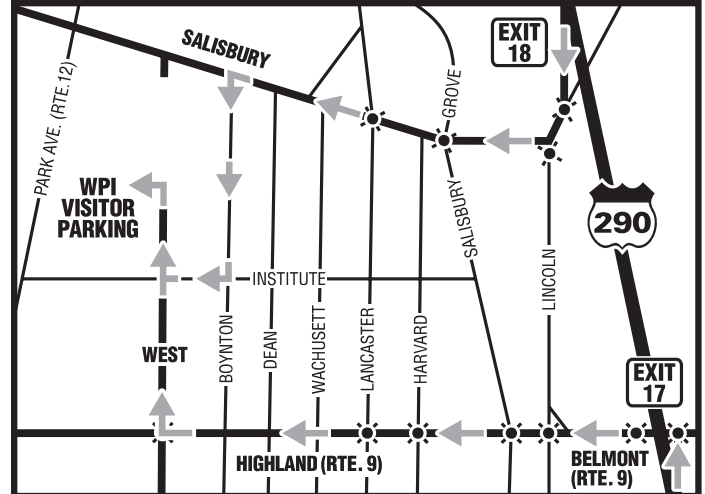 SALISBURY
EXIT
18
PARK AVE. (RTE.12)
GROVE
WPI
VISITOR
PARKING
290
SALISBURY
LINCOLN
INSTITUTE
WEST
BOYNTON
DEAN
WACHUSETT
LANCASTER
HARVARD
EXIT
17
HIGHLAND (RTE. 9)
BELMONT
(RTE. 9)